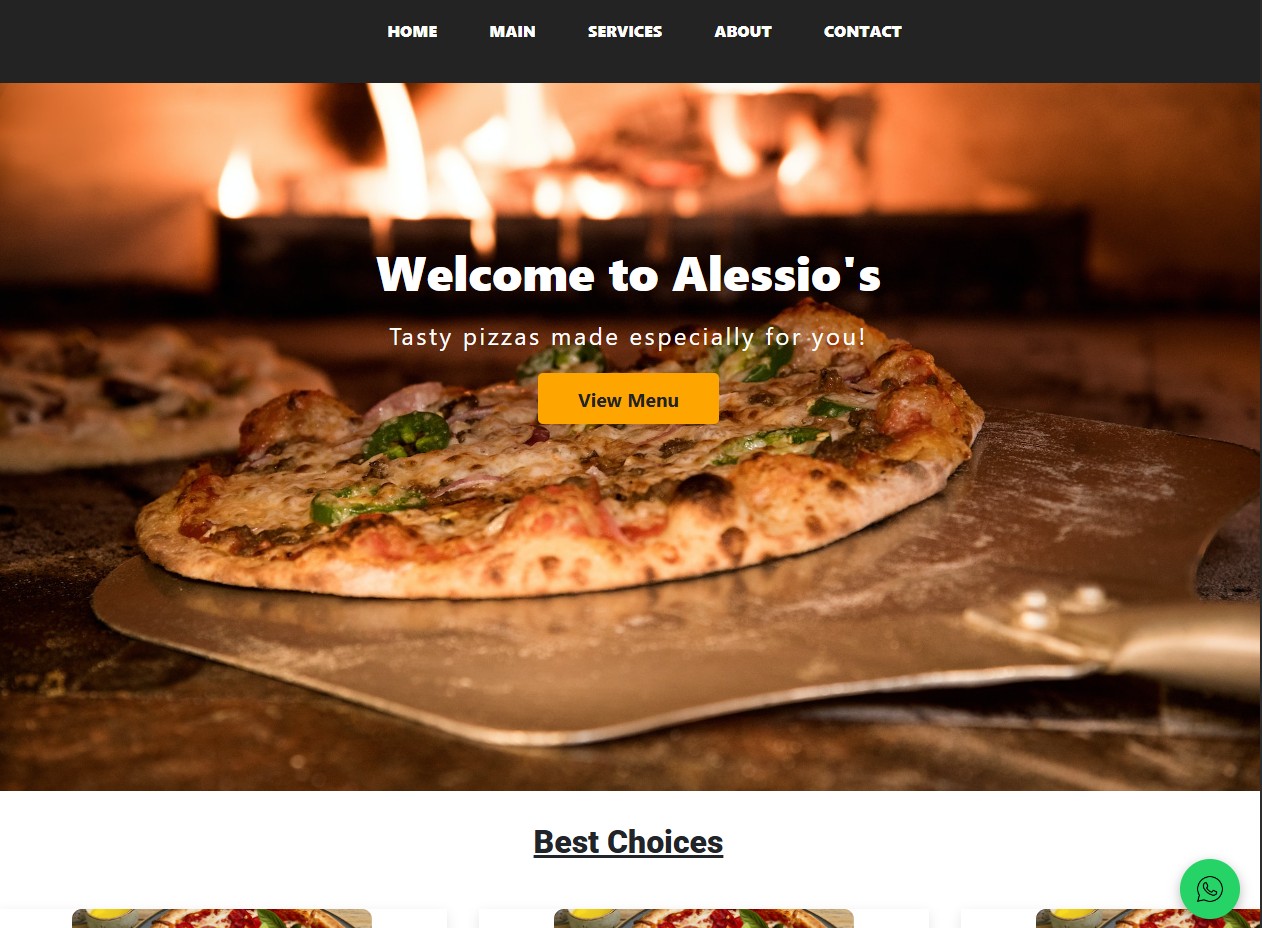 HOME MAIN SERVICES ABOUT CONTACT
Welcome to Alessio's
Tasty pizzas made especially for you!
View Menu
Best Choices